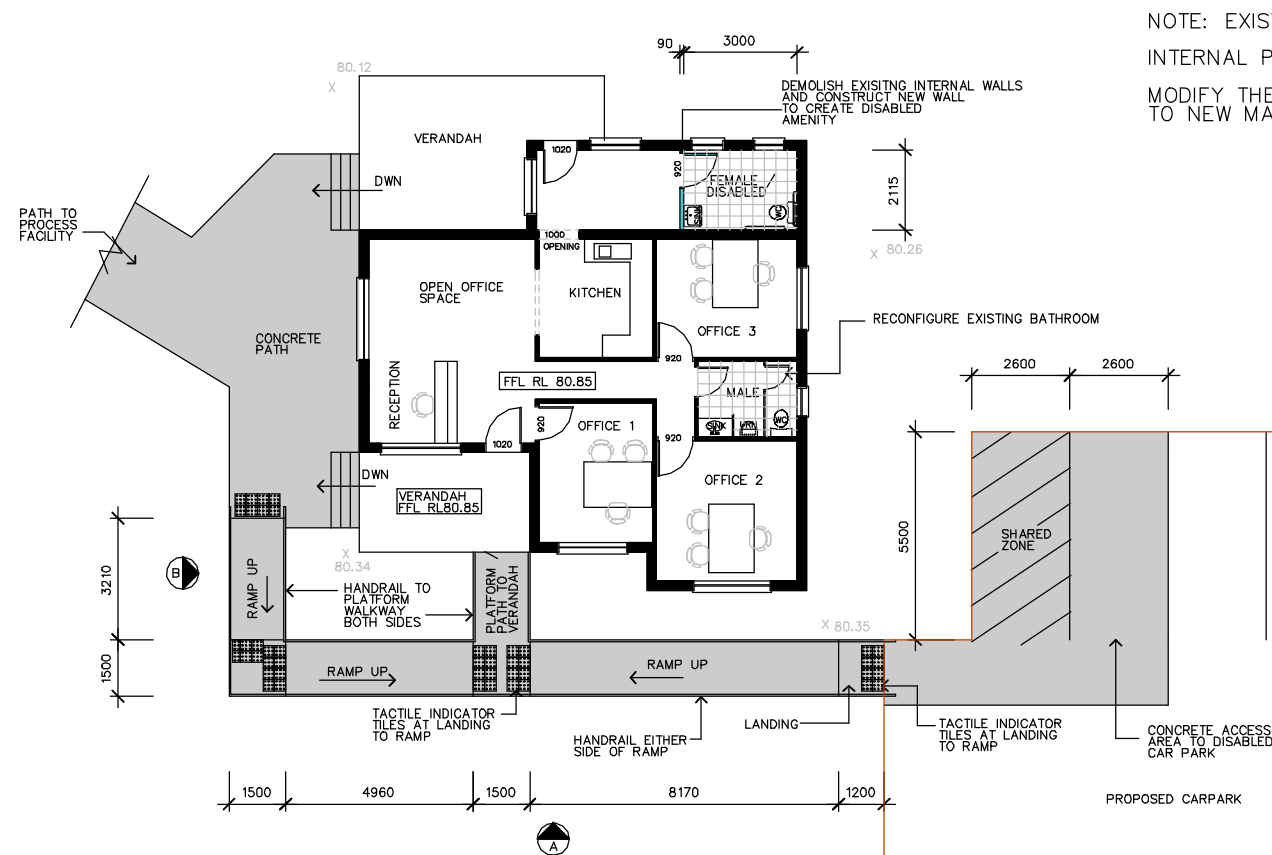 NOTE: EXIS
INTERNAL P
MODIFY THE
TO NEW MA
90
3000
80.12
X
DEMOLISH EXISITNG INTERNAL WALLS
AND CONSTRUCT NEW WALL
TO CREATE DISABLED
AMENITY
VERANDAH
1020
920
FEMALE
DISABLED
SINK
WC
2115
DWN
PATH TO
PROCESS
FACILITY
1000
OPENING
X 80.26
OPEN OFFICE
SPACE
KITCHEN
OFFICE 3
RECONFIGURE EXISTING BATHROOM
CONCRETE
PATH
920
RECEPTION
FFL RL 80.85
MALE
SINK
URI
WC
2600
2600
920
OFFICE 1
1020
920
DWN
OFFICE 2
VERANDAH
FFL RL80.85
5500
SHARED
ZONE
X
80.34
3210
RAMP UP
HANDRAIL TO
PLATFORM
WALKWAY
BOTH SIDES
PLATFORM
PATH TO
VERANDAH
B
X 80.35
1500
RAMP UP
RAMP UP
TACTILE INDICATOR
TILES AT LANDING
TO RAMP
HANDRAIL EITHER
SIDE OF RAMP
LANDING
TACTILE INDICATOR
TILES AT LANDING
TO RAMP
CONCRETE ACCESS
AREA TO DISABLED
CAR PARK
1500
4960
1500
8170
1200
PROPOSED CARPARK
A